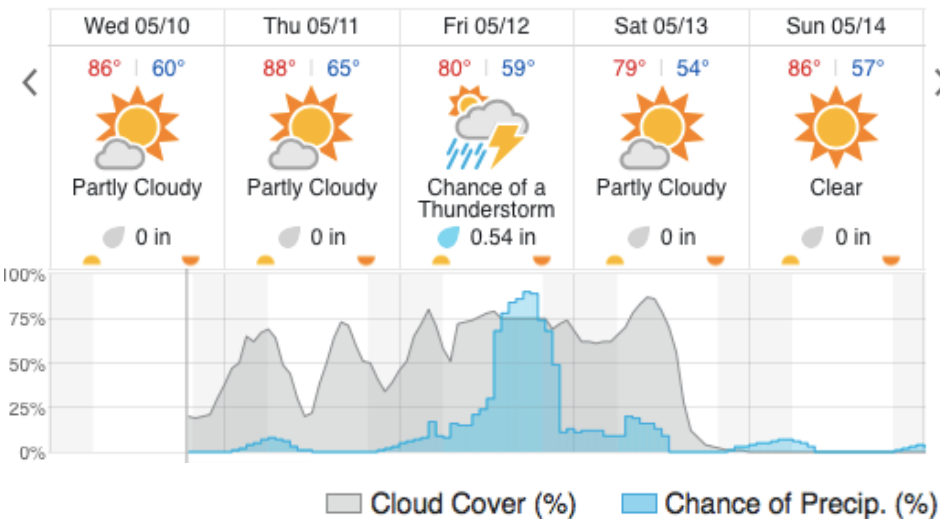 Wed 05/10
Thu 05/11
Fri 05/12
Sat 05/13
Sun 05/14
86° | 60°
88° | 65°
80° | 59°
79° | 54°
86° | 57°
Partly Cloudy
Partly Cloudy
Chance of a
Thunderstorm
Partly Cloudy
Clear
0 in
0 in
0.54 in
0 in
0 in
100%
75%
50%
25%
0%
Cloud Cover (%)
Chance of Precip. (%)